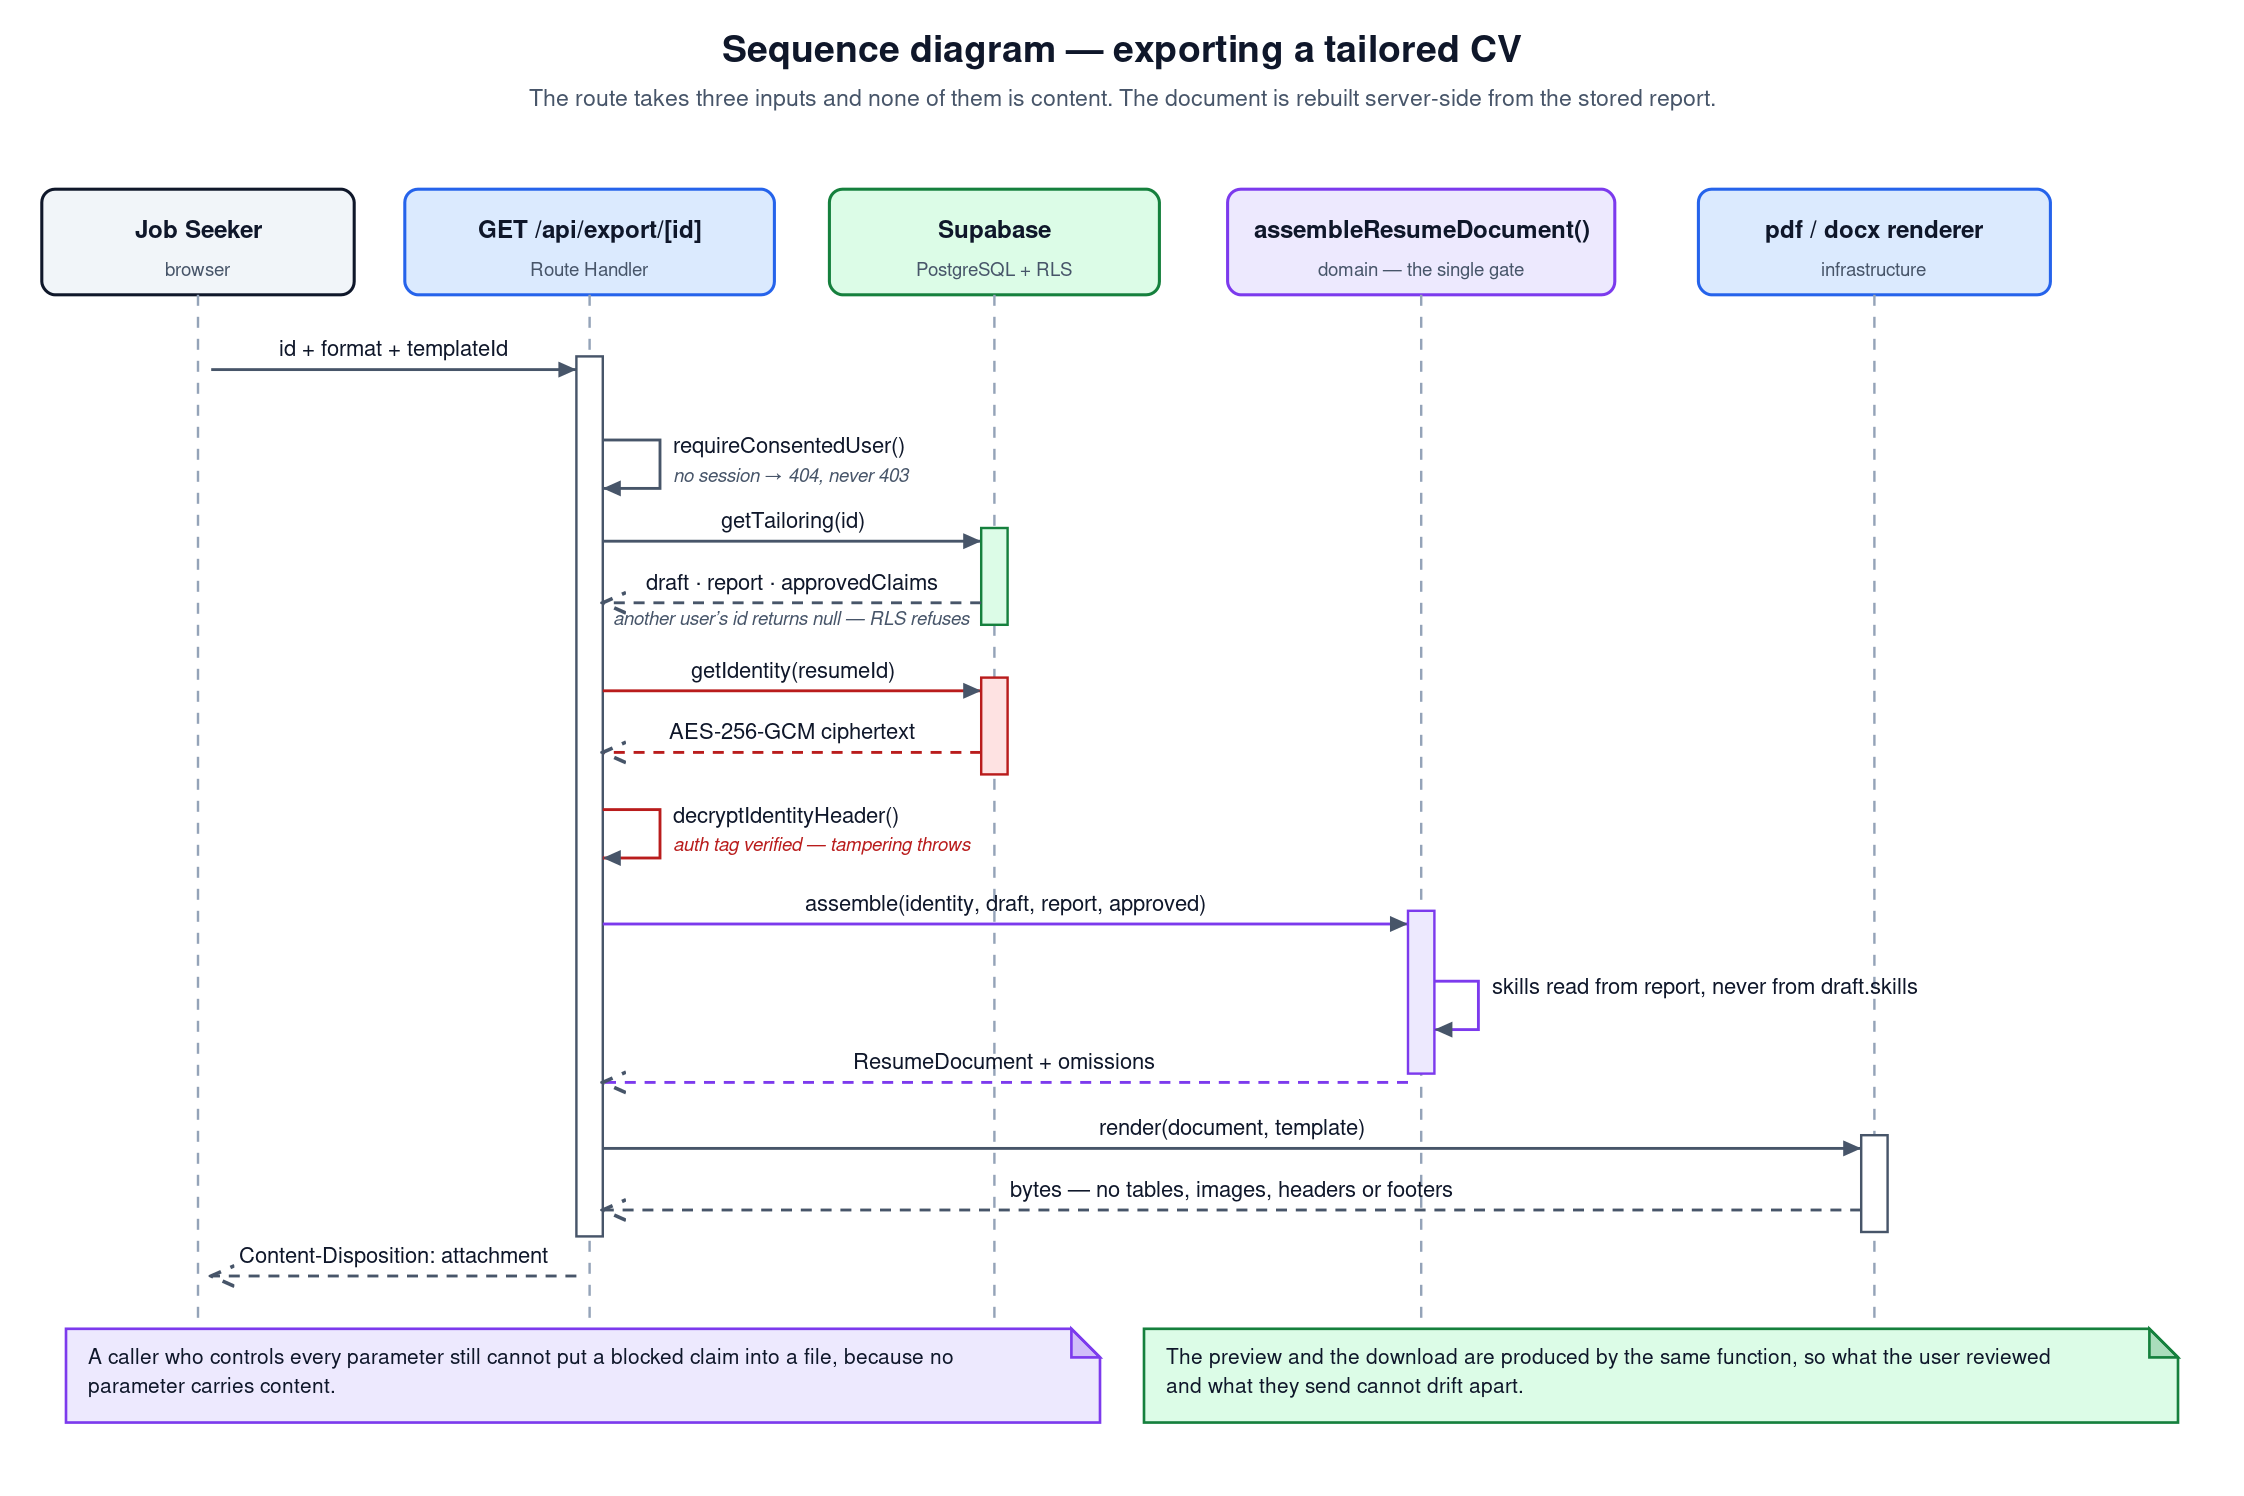 Sequence diagram — exporting a tailored CV
The route takes three inputs and none of them is content. The document is rebuilt server-side from the stored report.
Job Seeker
browser
GET /api/export/[id]
Route Handler
Supabase
PostgreSQL + RLS
assembleResumeDocument()
domain — the single gate
pdf / docx renderer
infrastructure
id + format + templateId
requireConsentedUser()
no session → 404, never 403
getTailoring(id)
draft · report · approvedClaims
another user's id returns null — RLS refuses
getIdentity(resumeId)
AES-256-GCM ciphertext
decryptIdentityHeader()
auth tag verified — tampering throws
assemble(identity, draft, report, approved)
skills read from report, never from draft.skills
ResumeDocument + omissions
render(document, template)
bytes — no tables, images, headers or footers
Content-Disposition: attachment
A caller who controls every parameter still cannot put a blocked claim into a file, because no
parameter carries content.
The preview and the download are produced by the same function, so what the user reviewed
and what they send cannot drift apart.